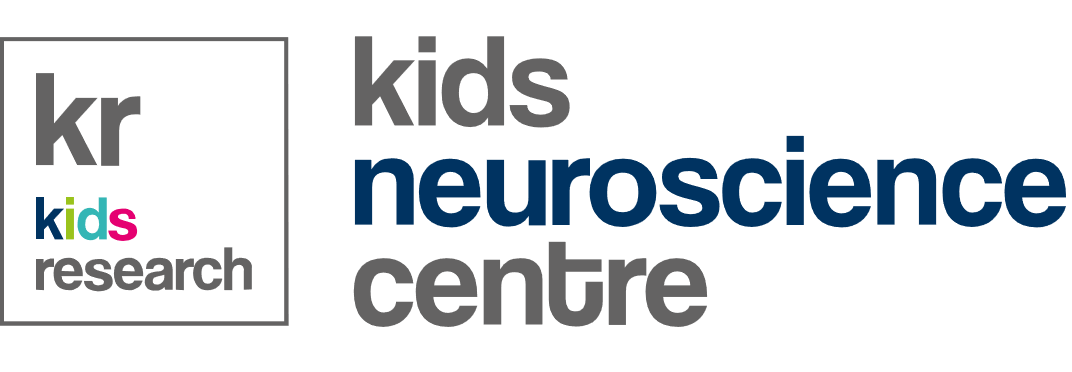 kr
kids
research
kids
neuroscience
centre